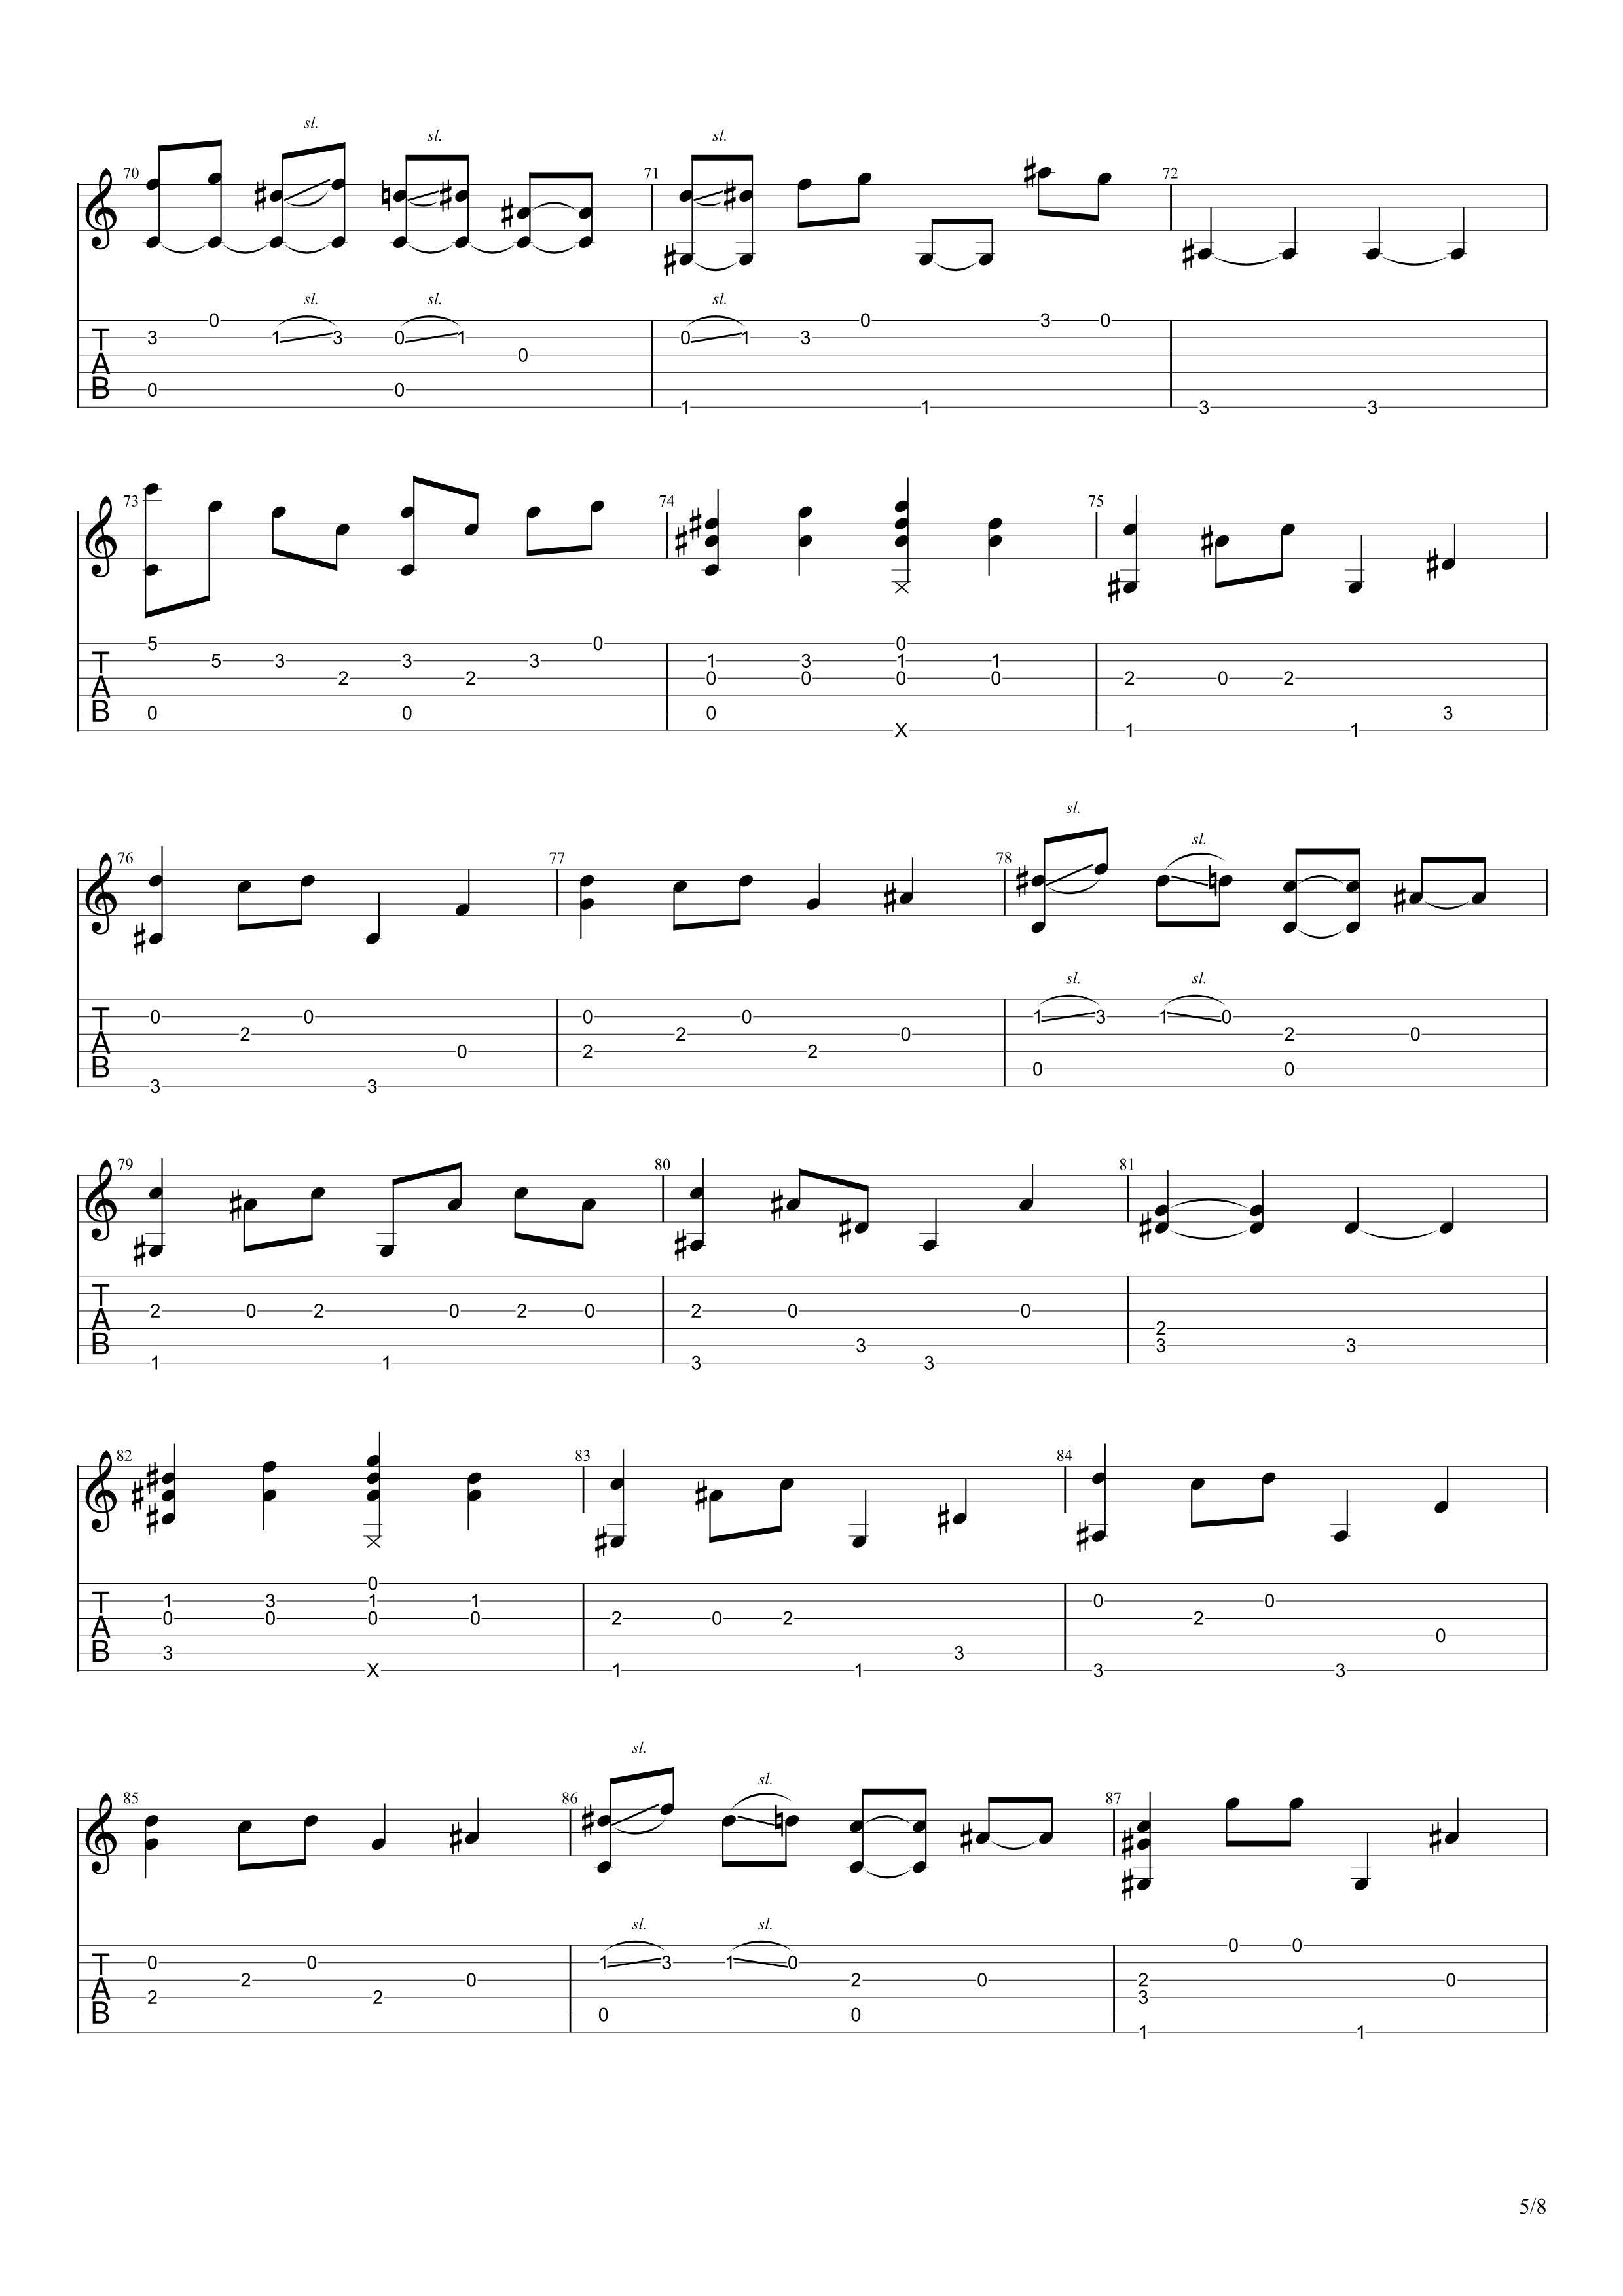 sl.
sl. sl.
70 71 72
sl. sl. sl.
0 0 3 0
T 3 1 3 0 1 0 1 3
A 0
B 0 0
1 1 3 3
73 74 75
5 0 0
T 5 3 3 3 1 3 1 1
A 2 2 0 0 0 0 2 0 2
B 0 0 0 3
X 1 1
sl.
sl.
76 77 78
sl. sl.
T 0 0 0 0 1 3 1 0
2 2 0 2 0
A 0 2 2
B 0 0
3 3
79 80 81
T
A 2 0 2 0 2 0 2 0 0
2
B 3 3 3
1 1 3 3
82 83 84
0
T 1 3 1 1 0 0
A 0 0 0 0 2 0 2 2
0
B 3 3
X 1 1 3 3
sl.
sl.
85 86 87
sl. sl.
0 0
T 0 0 1 3 1 0
A 2 0 2 0 2 0
2 2 3
B 0 0
1 1
5/8